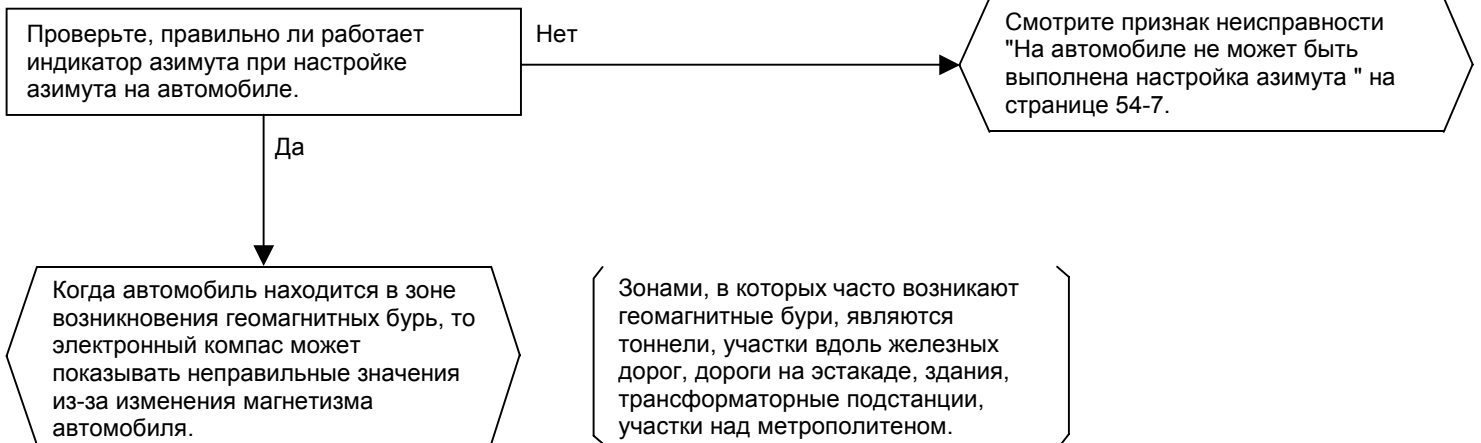 Проверьте, правильно ли работает
индикатор азимута при настройке
азимута на автомобиле.
Нет
Смотрите признак неисправности
"На автомобиле не может быть
выполнена настройка азимута " на
странице 54-7.
Да
Когда автомобиль находится в зоне
возникновения геомагнитных бурь, то
электронный компас может
показывать неправильные значения
из-за изменения магнетизма
автомобиля.
Зонами, в которых часто возникают
геомагнитные бури, являются
тоннели, участки вдоль железных
дорог, дороги на эстакаде, здания,
трансформаторные подстанции,
участки над метрополитеном.